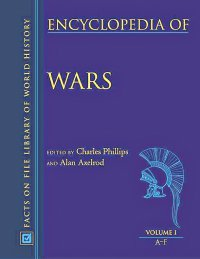 ENCYCLOPEDIA OF
WARS
EDITED BY Charles Phillips
AND Alan Axelrod
VOLUME I
A–F
FACTS ON FILE LIBRARY OF WORLD HISTORY